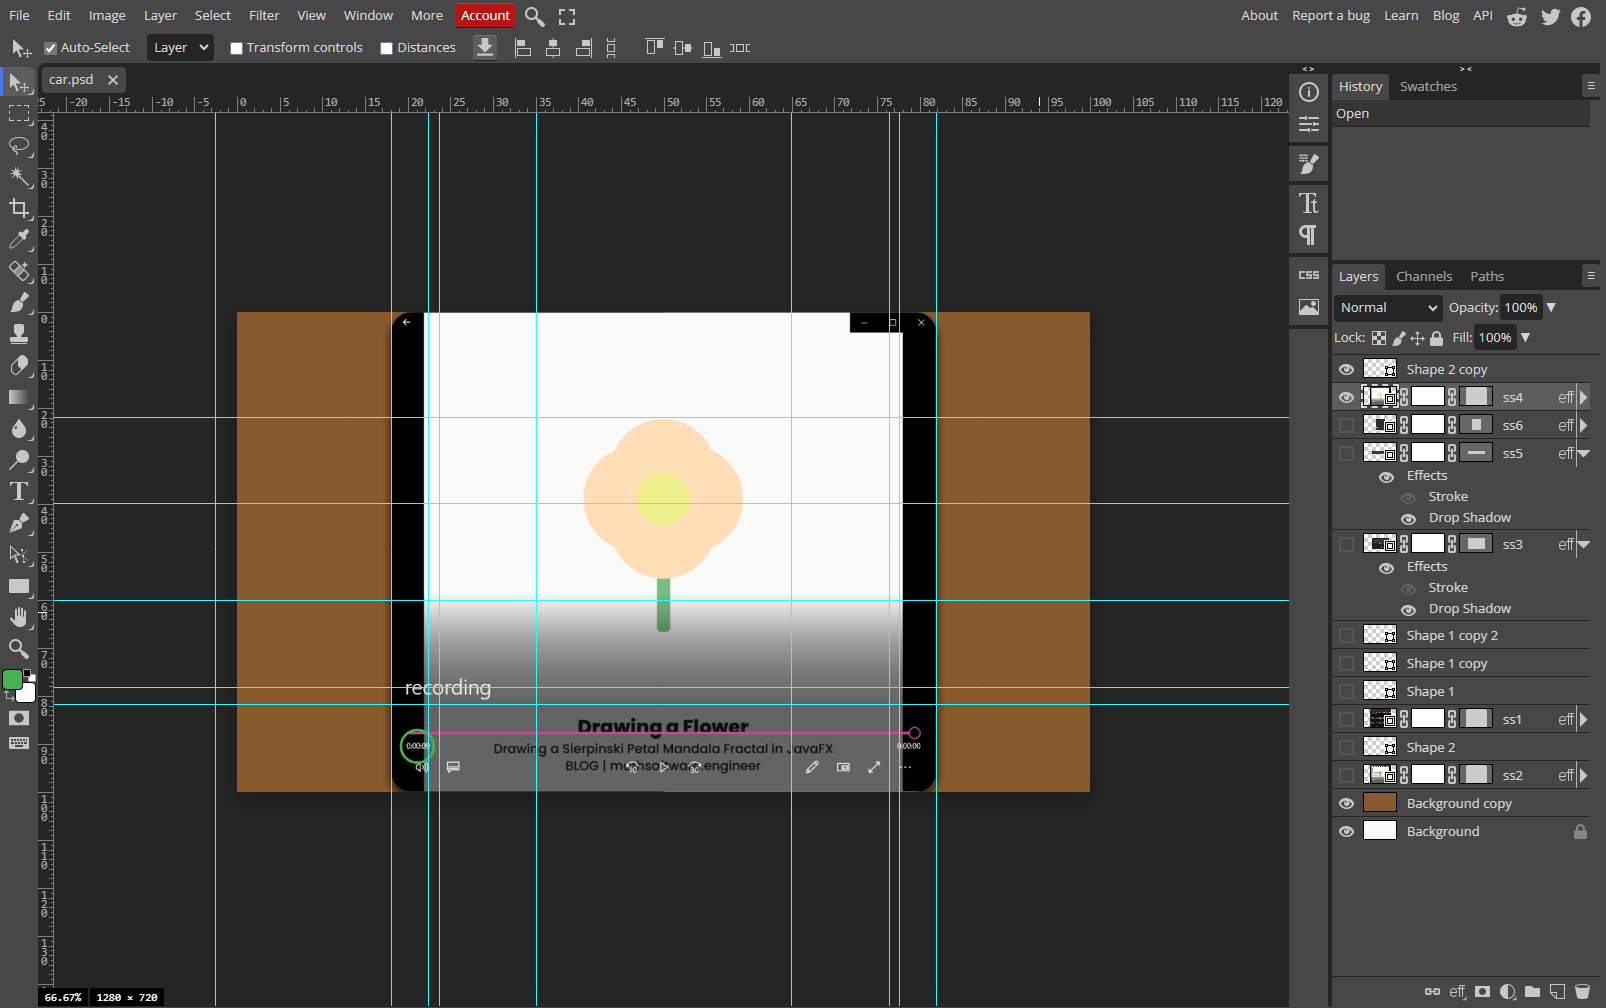 File Edit Image Layer Select Filter View Window More Account About Report a bug Learn Blog API
Auto-Select Layer Transform controls Distances
car.psd
-20 -15 -10 -5 0 5 10 15 20 25 30 35 40 45 50 55 60 65 70 75 80 85 90 95 100 105 110 115 120
History Swatches
Open
Tt
CSS
Layers Channels Paths
Normal Opacity: 100%
Lock: Fill: 100%
Shape 2 copy
ss4 eff
ss6 eff
ss5 eff
Effects
Stroke
Drop Shadow
ss3 eff
Effects
Stroke
Drop Shadow
Shape 1 copy 2
Shape 1 copy
Shape 1
ss1 eff
Shape 2
ss2 eff
Background copy
Background
eff
recording
Drawing a Flower
0:00:09 0:00:00
Drawing a Sierpinski Petal Mandala Fractal in JavaFX
BLOG | mathsoftware.engineer
10 30
66.67% 1280 × 720